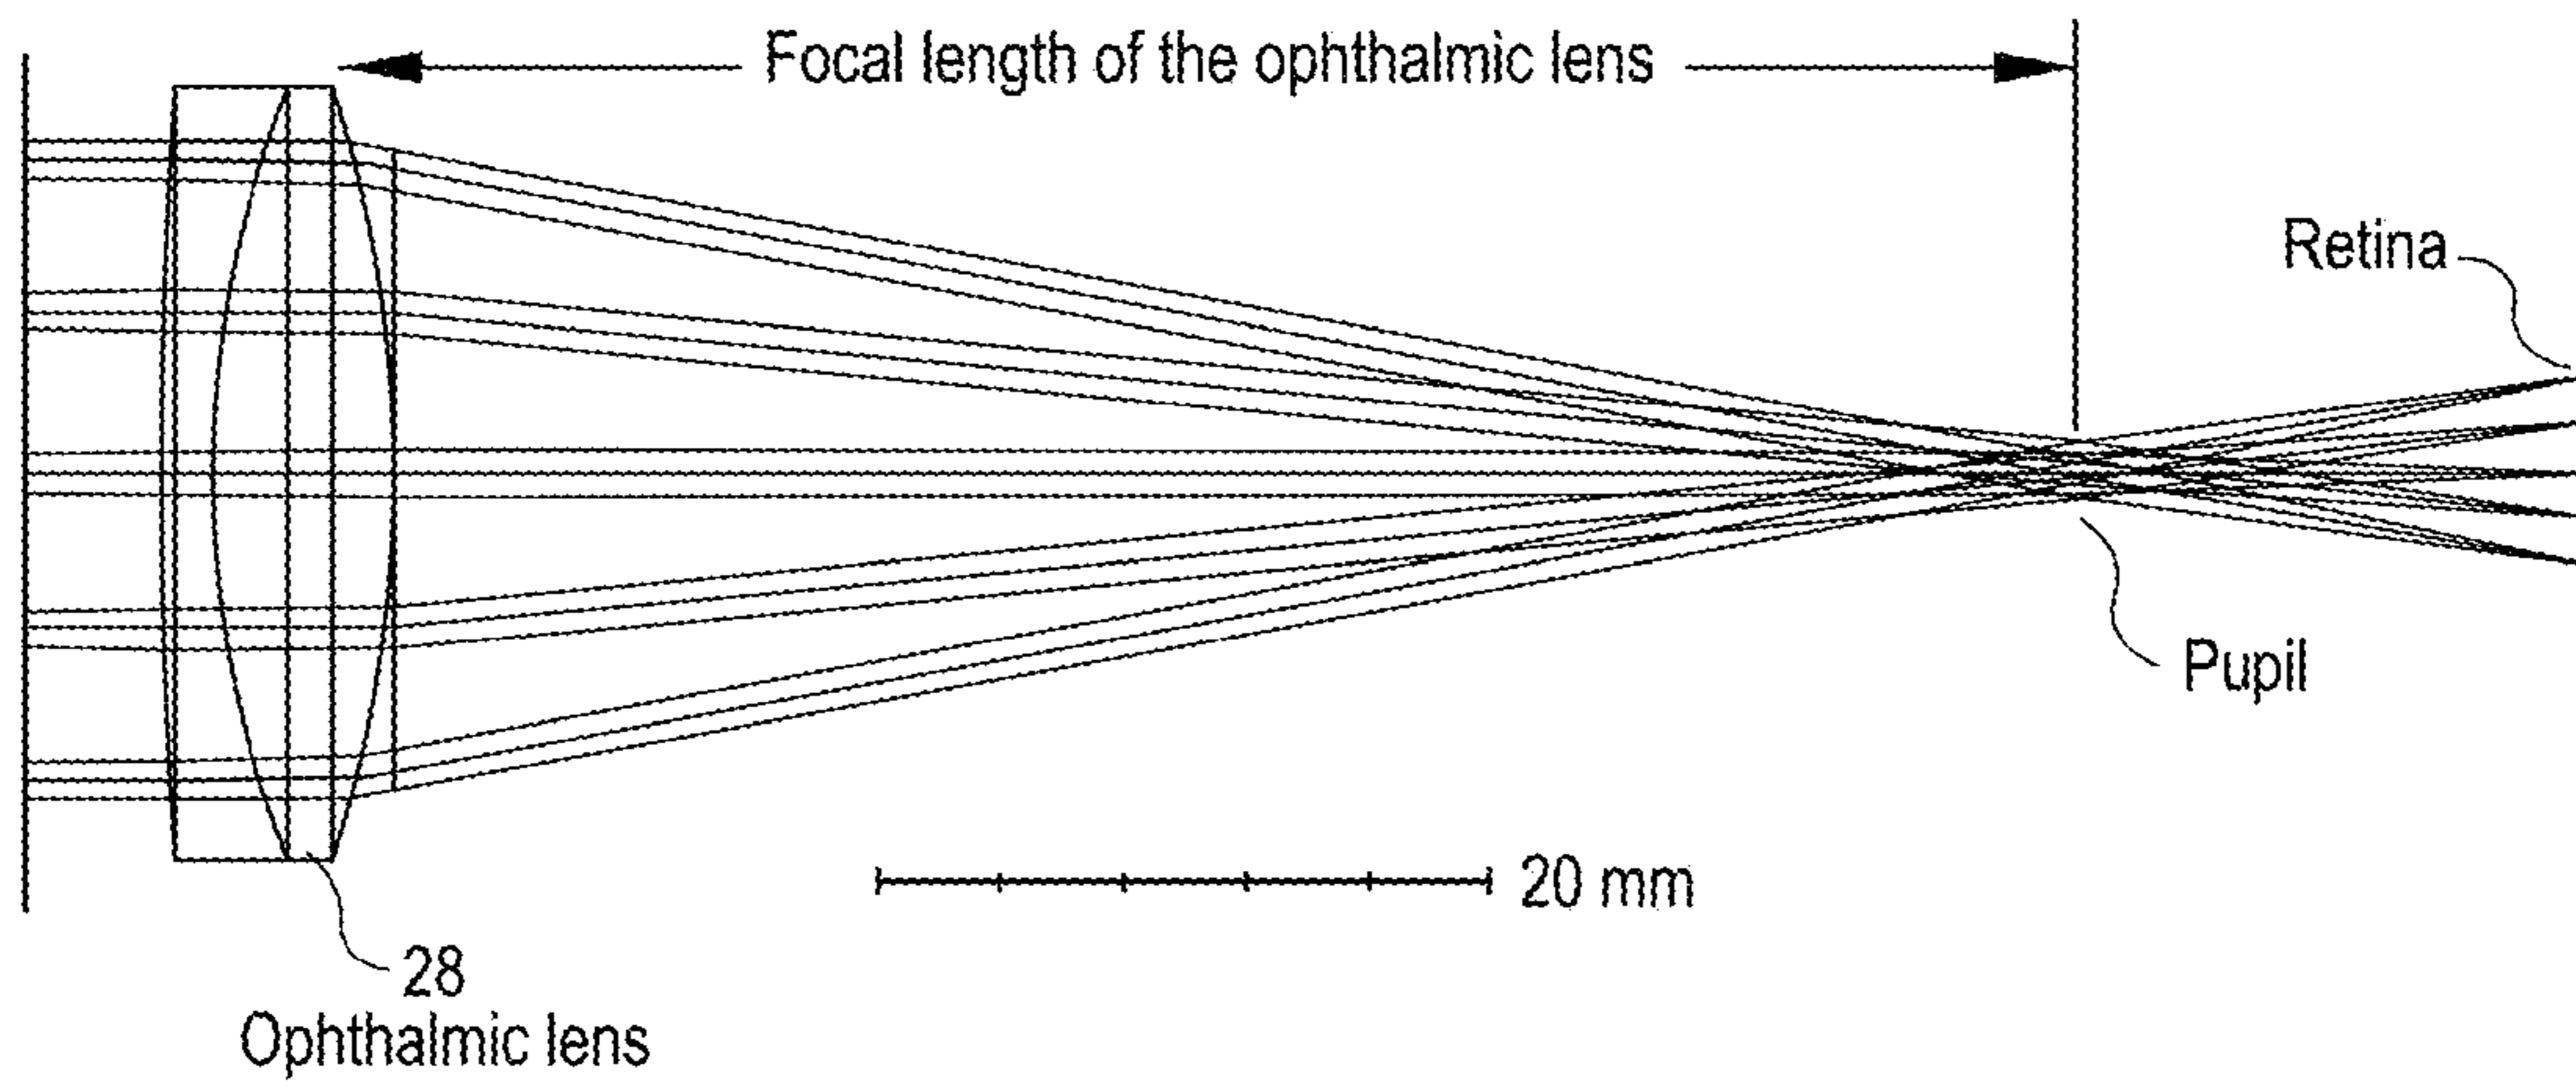 Focal length of the ophthalmic lens
Retina
Pupil
20 mm
28
Ophthalmic lens